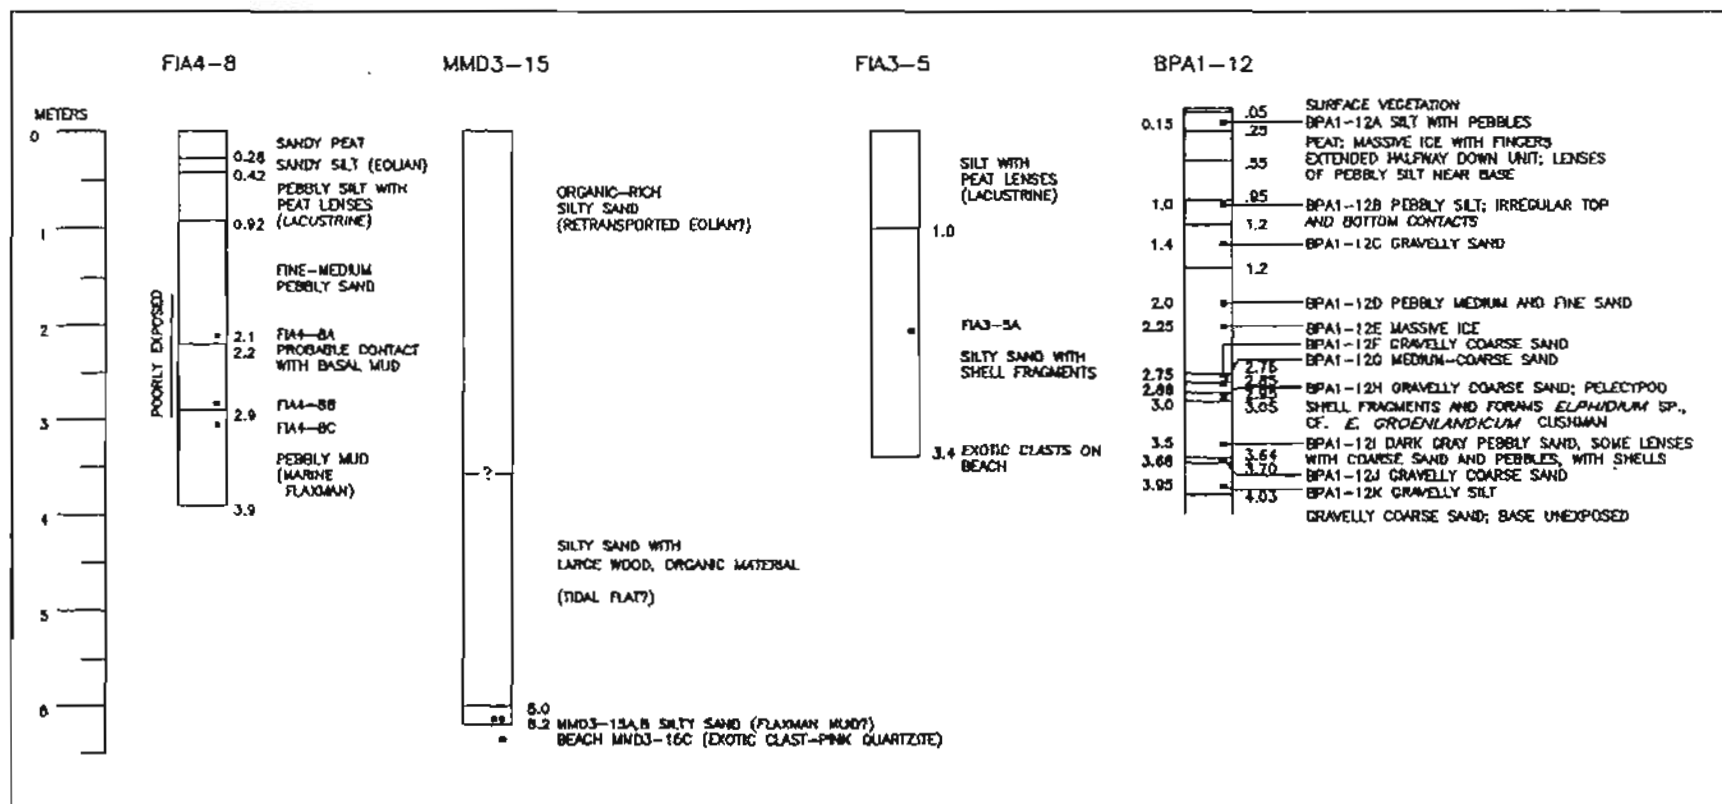 FIA4-8
MMD3-15
FIA3-5
BPA1-12
METERS
0
1
2
3
4
5
6
POORLY EXPOSED
SANDY PEAT
0.28
SANDY SILT (EOLIAN)
0.42
PEBBLY SILT WITH
PEAT LENSES
(LACUSTRINE)
0.92
FINE-MEDIUM
PEBBLY SAND
2.1 FIA4-8A
2.2 PROBABLE CONTACT
WITH BASAL MUD
FIA4-8B
2.9
FIA4-8C
PEBBLY MUD
(MARINE
FLAXMAN)
3.9
ORGANIC-RICH
SILTY SAND
(RETRANSPORTED EOLIAN?)
?
SILTY SAND WITH
LARGE WOOD, ORGANIC MATERIAL
(TIDAL FLAT?)
6.0
6.2 MMD3-15A,B SILTY SAND (FLAXMAN MUD?)
BEACH MMD3-15C (EXOTIC CLAST-PINK QUARTZITE)
SILT WITH
PEAT LENSES
(LACUSTRINE)
1.0
FIA3-5A
SILTY SAND WITH
SHELL FRAGMENTS
3.4 EXOTIC CLASTS ON
BEACH
SURFACE VEGETATION
.05
0.15 BPA1-12A SILT WITH PEBBLES
.25
PEAT; MASSIVE ICE WITH FINGERS
.55 EXTENDED HALFWAY DOWN UNIT; LENSES
OF PEBBLY SILT NEAR BASE
.95
1.0 BPA1-12B PEBBLY SILT; IRREGULAR TOP
1.2 AND BOTTOM CONTACTS
1.4 BPA1-12C GRAVELLY SAND
1.2
2.0 BPA1-12D PEBBLY MEDIUM AND FINE SAND
2.25 BPA1-12E MASSIVE ICE
BPA1-12F GRAVELLY COARSE SAND
2.76 BPA1-12G MEDIUM-COARSE SAND
2.75
2.85
2.88 BPA1-12H GRAVELLY COARSE SAND; PELECYPOD
2.95
3.0 3.05 SHELL FRAGMENTS AND FORAMS ELPHIDIUM SP.,
CF. E. GROENLANDICUM CUSHMAN
3.5 BPA1-12I DARK GRAY PEBBLY SAND, SOME LENSES
3.64 WITH COARSE SAND AND PEBBLES, WITH SHELLS
3.68
3.70 BPA1-12J GRAVELLY COARSE SAND
3.95 BPA1-12K GRAVELLY SILT
4.03
GRAVELLY COARSE SAND; BASE UNEXPOSED